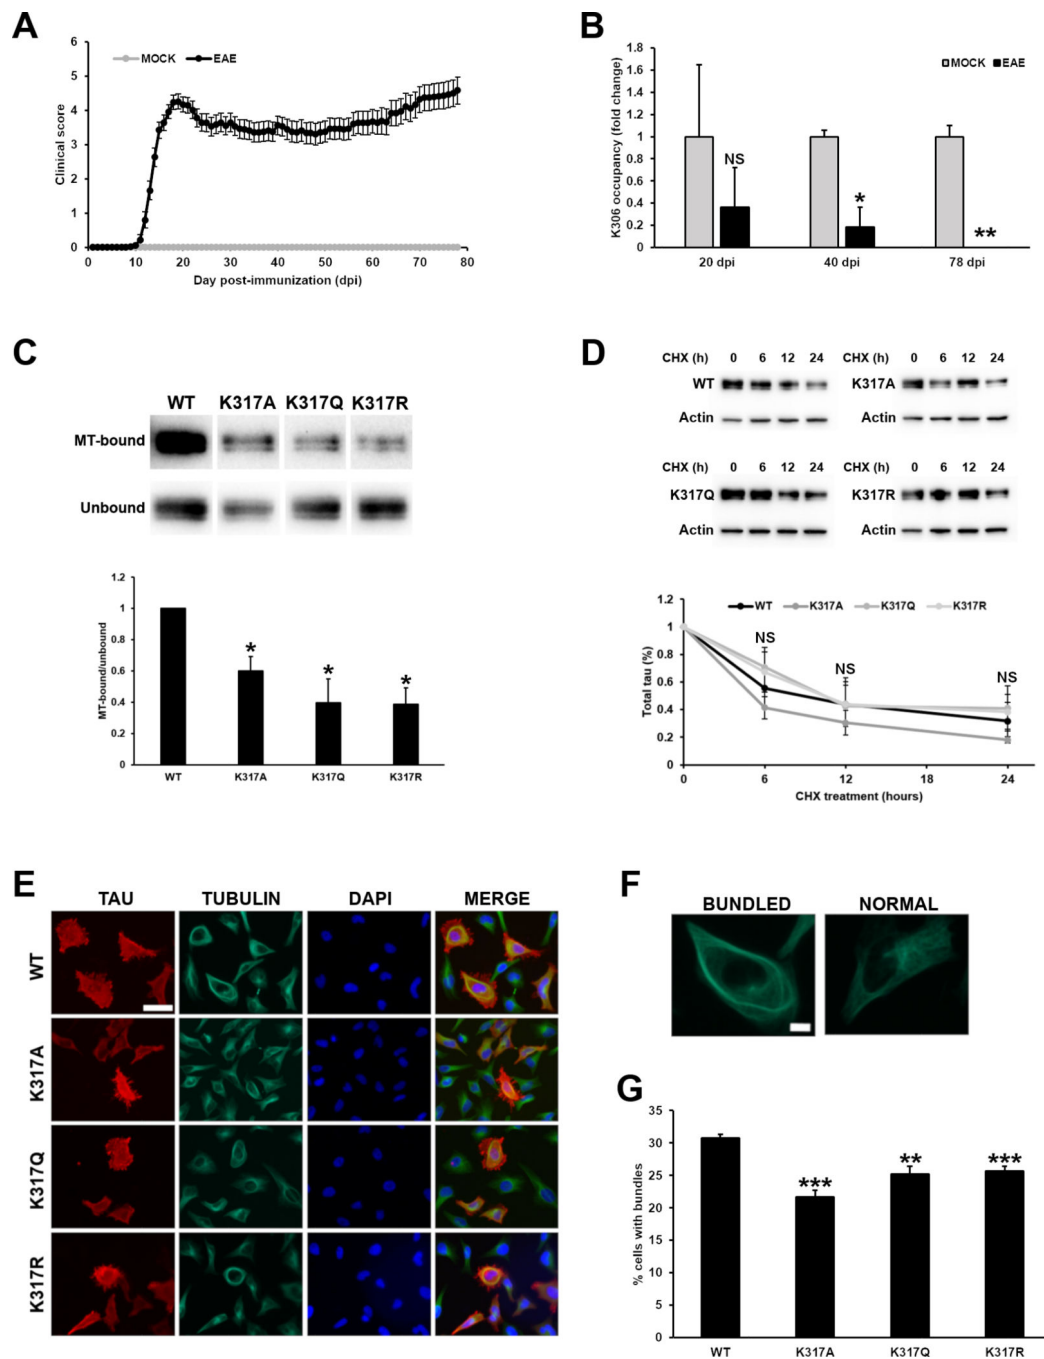 A
MOCK EAE
Clinical score
6
5
4
3
2
1
0
0 10 20 30 40 50 60 70 80
Day post-immunization (dpi)
B
MOCK EAE
K306 occupancy (fold change)
1.8
1.6
1.4
1.2
1
0.8
0.6
0.4
0.2
0
NS
*
**
20 dpi 40 dpi 78 dpi
C
WT K317A K317Q K317R
MT-bound
Unbound
MT-bound/unbound
1.2
1
0.8
0.6
0.4
0.2
0
* * *
WT K317A K317Q K317R
D
CHX (h) 0 6 12 24 CHX (h) 0 6 12 24
WT K317A
Actin Actin
CHX (h) 0 6 12 24 CHX (h) 0 6 12 24
K317Q K317R
Actin Actin
WT K317A K317Q K317R
Total tau (%)
1.2
1
0.8
0.6
0.4
0.2
0
NS NS NS
0 6 12 18 24
CHX treatment (hours)
E
TAU TUBULIN DAPI MERGE
WT
K317A
K317Q
K317R
F
BUNDLED NORMAL
G
% cells with bundles
35
30
25
20
15
10
5
0
*** ** ***
WT K317A K317Q K317R